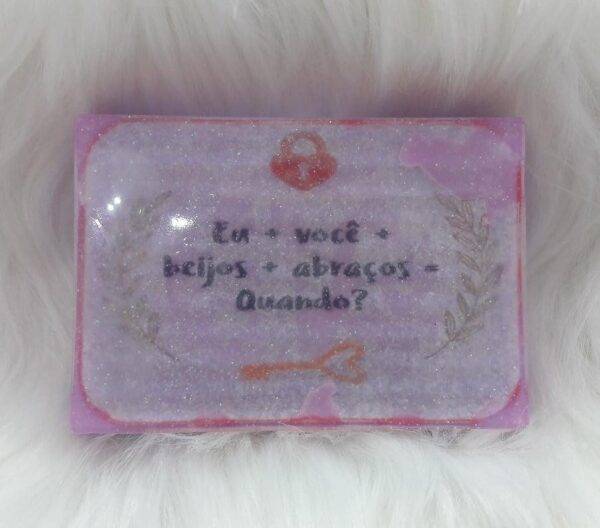 Eu + você +
beijos + abraços =
Quando?